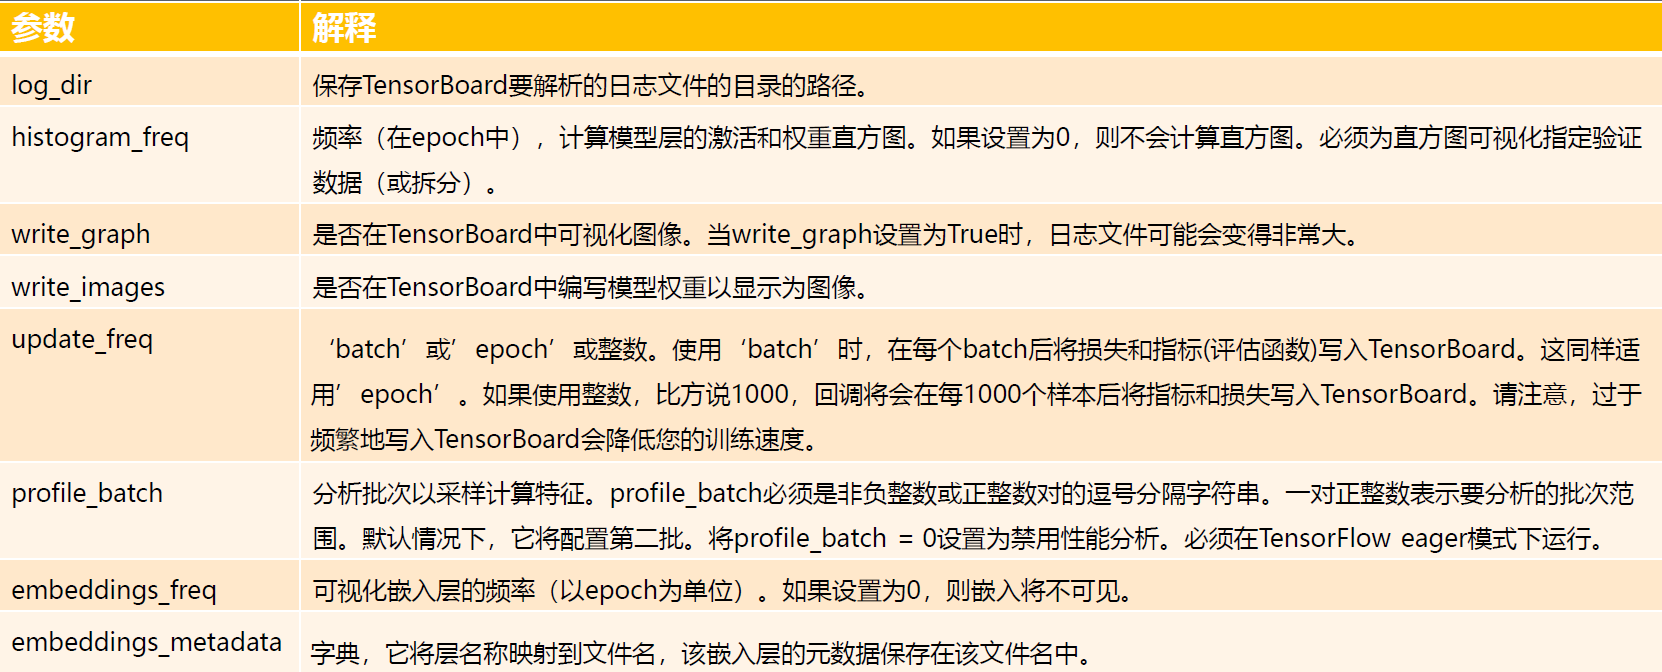 参数 解释
log_dir 保存TensorBoard要解析的日志文件的目录的路径。
histogram_freq 频率（在epoch中），计算模型层的激活和权重直方图。如果设置为0，则不会计算直方图。必须为直方图可视化指定验证
数据（或拆分）。
write_graph 是否在TensorBoard中可视化图像。当write_graph设置为True时，日志文件可能会变得非常大。
write_images 是否在TensorBoard中编写模型权重以显示为图像。
update_freq ‘batch’或’epoch’或整数。使用‘batch’时，在每个batch后将损失和指标(评估函数)写入TensorBoard。这同样适
用’epoch’。如果使用整数，比方说1000，回调将会在每1000个样本后将指标和损失写入TensorBoard。请注意，过于
频繁地写入TensorBoard会降低您的训练速度。
profile_batch 分析批次以采样计算特征。profile_batch必须是非负整数或正整数对的逗号分隔字符串。一对正整数表示要分析的批次范
围。默认情况下，它将配置第二批。将profile_batch = 0设置为禁用性能分析。必须在TensorFlow eager模式下运行。
embeddings_freq 可视化嵌入层的频率（以epoch为单位）。如果设置为0，则嵌入将不可见。
embeddings_metadata 字典，它将层名称映射到文件名，该嵌入层的元数据保存在该文件名中。